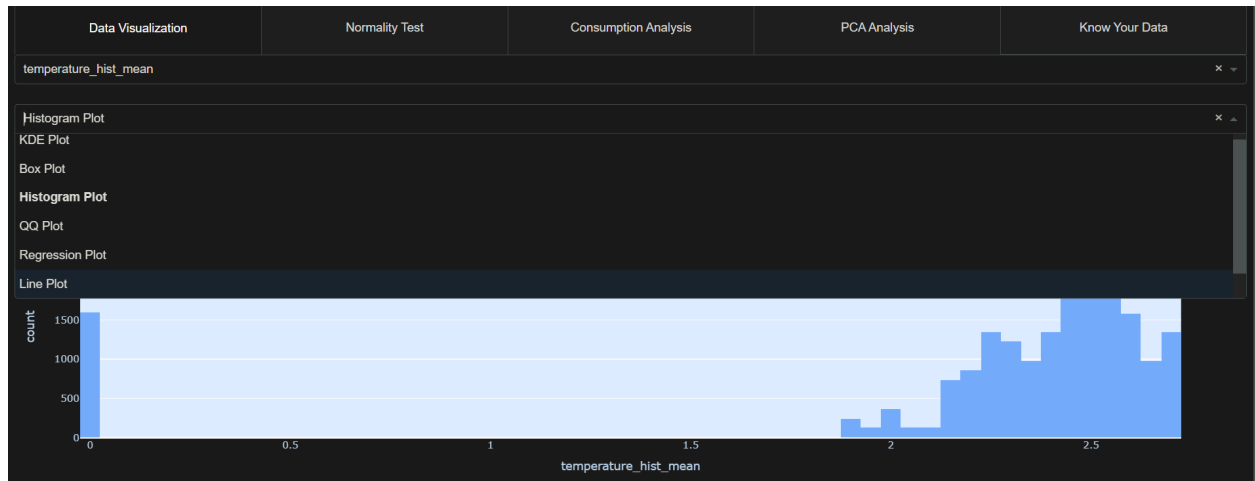 Data Visualization Normality Test Consumption Analysis PCA Analysis Know Your Data
temperature_hist_mean ×
Histogram Plot ×
KDE Plot
Box Plot
Histogram Plot
QQ Plot
Regression Plot
Line Plot
count
1500
1000
500
0
0 0.5 1 1.5 2 2.5
temperature_hist_mean